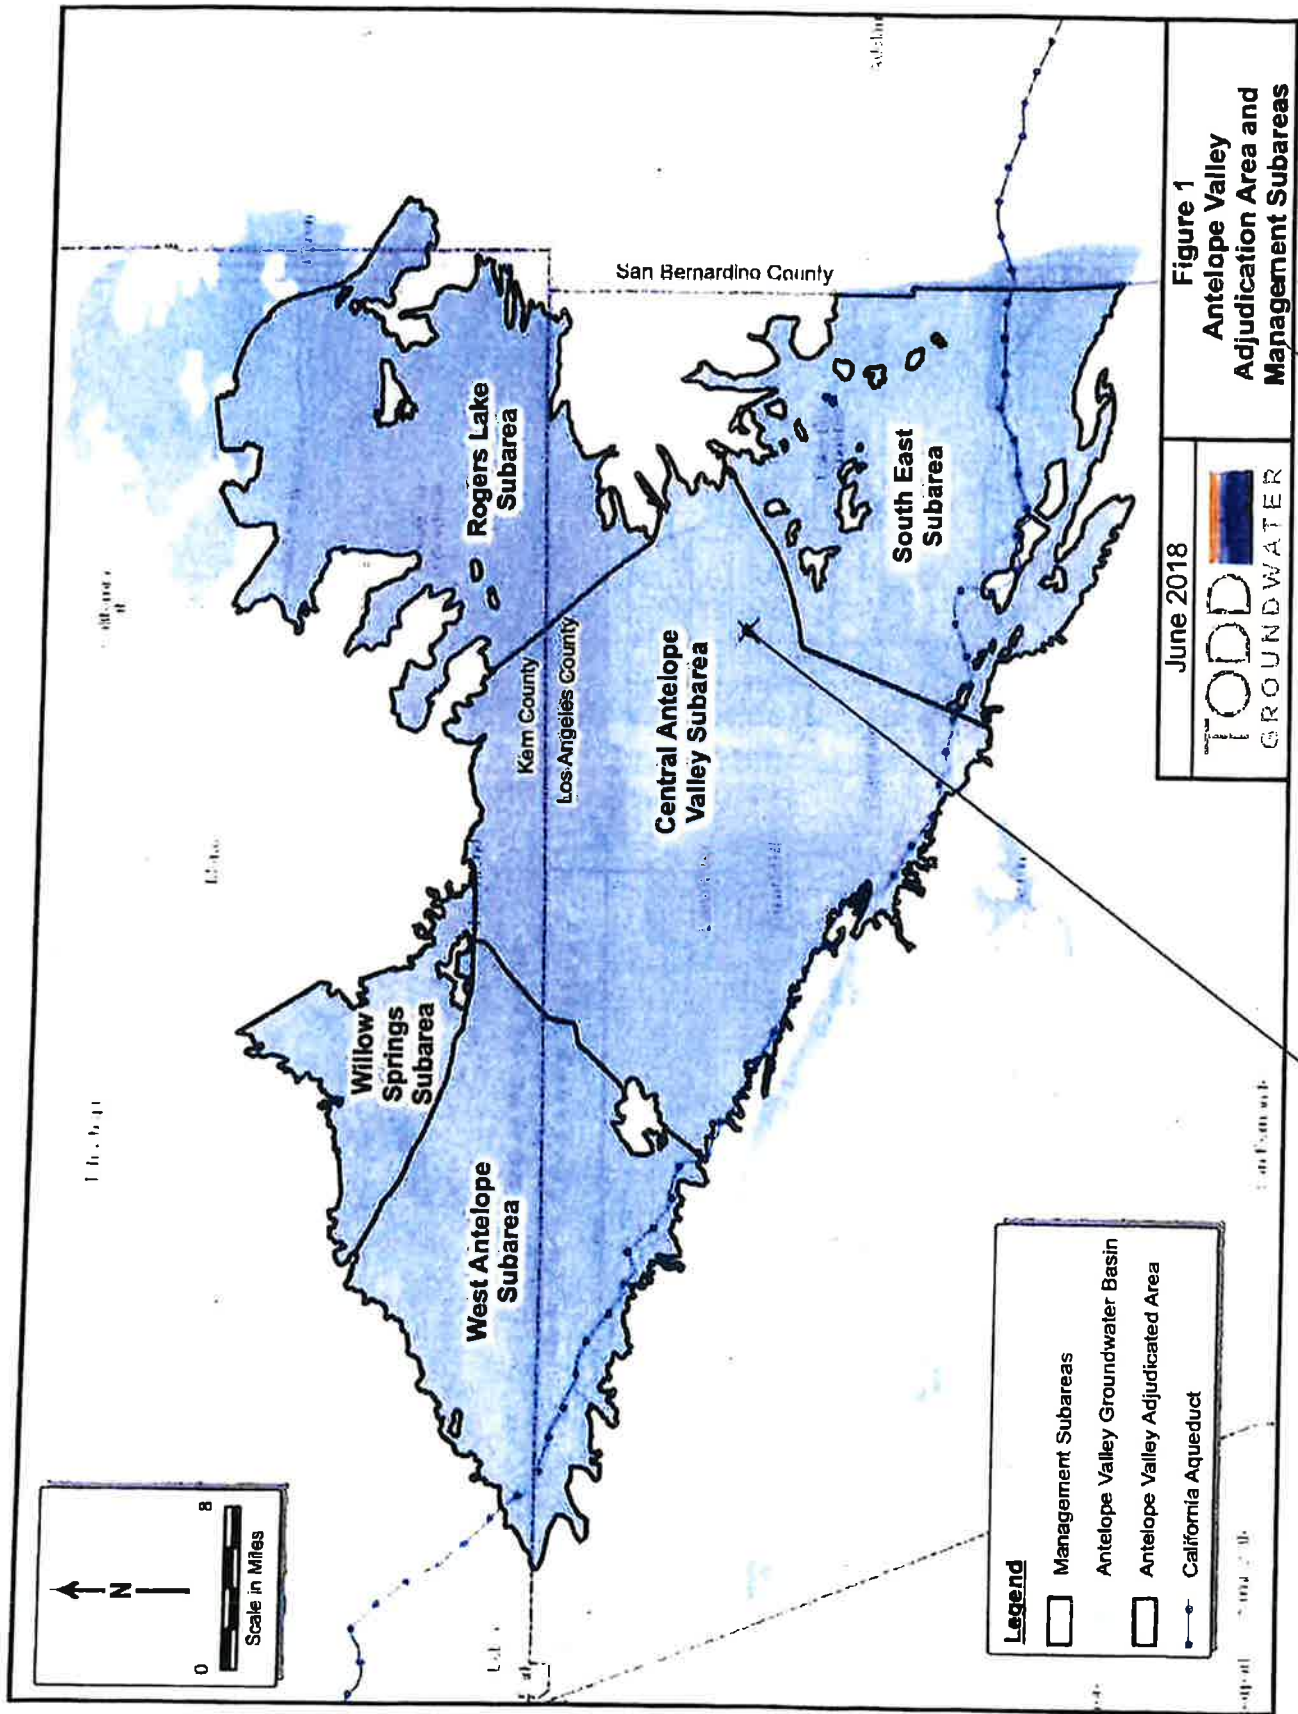 N
0 8
Scale in Miles
Willow
Springs
Subarea
West Antelope
Subarea
Rogers Lake
Subarea
Kern County
Los Angeles County
San Bernardino County
Central Antelope
Valley Subarea
South East
Subarea
Legend
Management Subareas
Antelope Valley Groundwater Basin
Antelope Valley Adjudicated Area
California Aqueduct
June 2018
TODD
GROUNDWATER
Figure 1
Antelope Valley
Adjudication Area and
Management Subareas